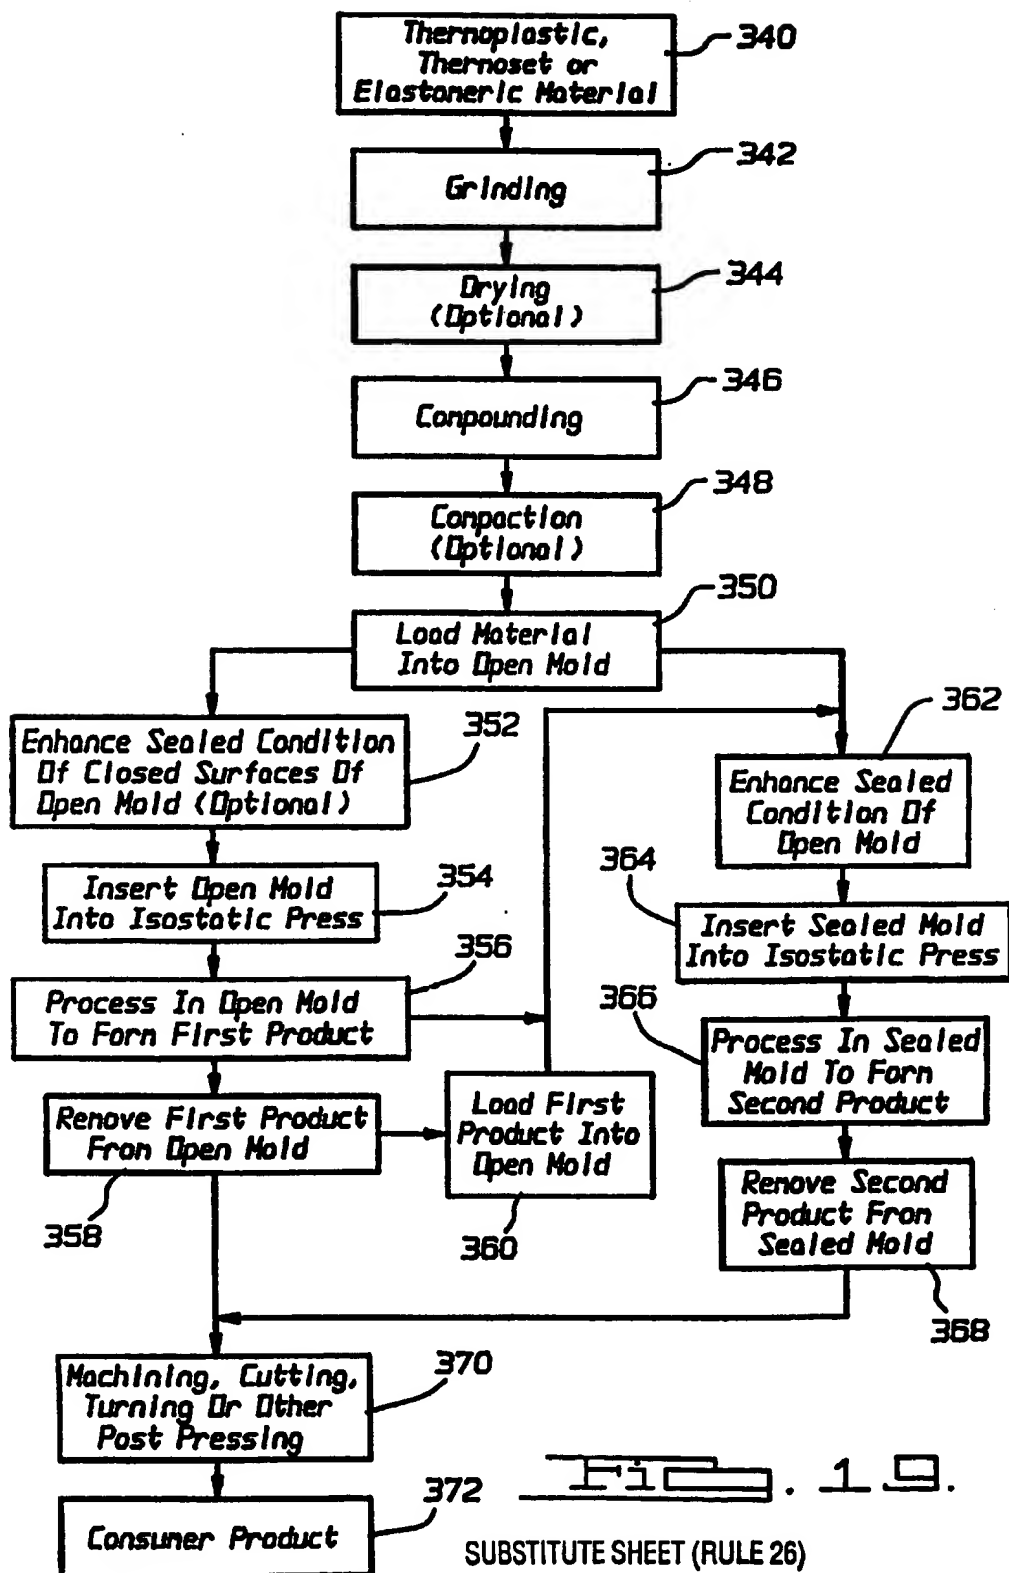 Thermoplastic,
Thermoset or
Elastomeric Material
340
Grinding
342
Drying
(Optional)
344
Compounding
346
Compaction
(Optional)
348
Load Material
Into Open Mold
350
Enhance Sealed Condition
Of Closed Surfaces Of
Open Mold (Optional)
352
Insert Open Mold
Into Isostatic Press
354
Process In Open Mold
To Form First Product
356
Remove First Product
From Open Mold
358
Load First
Product Into
Open Mold
360
Enhance Sealed
Condition Of
Open Mold
362
Insert Sealed Mold
Into Isostatic Press
364
Process In Sealed
Mold To Form
Second Product
366
Remove Second
Product From
Sealed Mold
368
Machining, Cutting,
Turning Or Other
Post Pressing
370
Consumer Product
372
Fig. 19.
SUBSTITUTE SHEET (RULE 26)